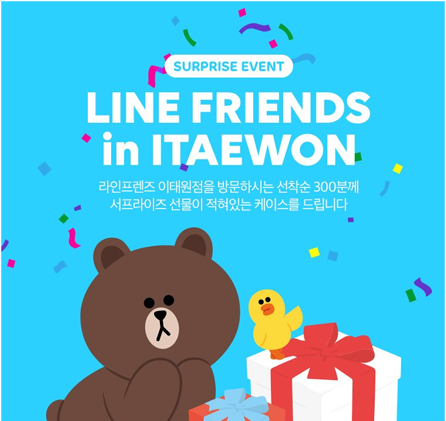 SURPRISE EVENT
LINE FRIENDS
in ITAEWON
라인프렌즈 이태원점을 방문하시는 선착순 300분께
서프라이즈 선물이 적혀있는 케이스를 드립니다